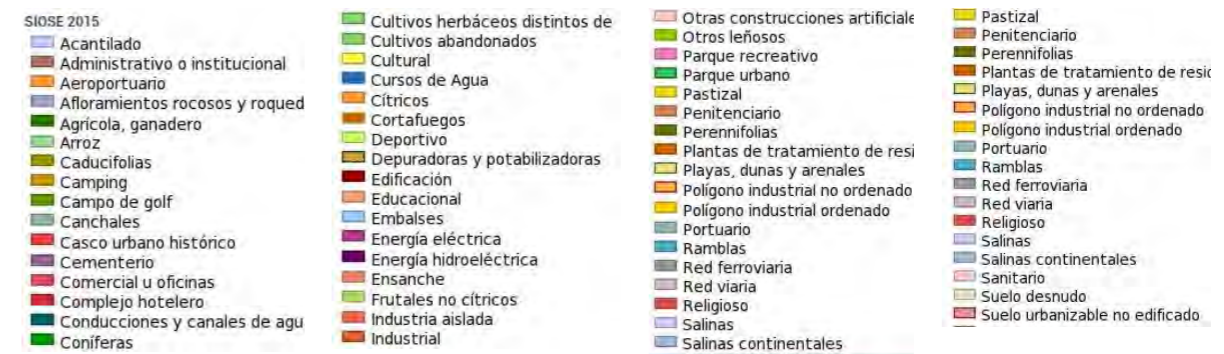 SIOSE 2015
Acantilado
Administrativo o institucional
Aeroportuario
Afloramientos rocosos y roqued
Agrícola, ganadero
Arroz
Caducifolias
Camping
Campo de golf
Canchales
Casco urbano histórico
Cementerio
Comercial u oficinas
Complejo hotelero
Conducciones y canales de agu
Coníferas
Cultivos herbáceos distintos de
Cultivos abandonados
Cultural
Cursos de Agua
Cítricos
Cortafuegos
Deportivo
Depuradoras y potabilizadoras
Edificación
Educacional
Embalses
Energía eléctrica
Energía hidroeléctrica
Ensanche
Frutales no cítricos
Industria aislada
Industrial
Otras construcciones artificiale
Otros leñosos
Parque recreativo
Parque urbano
Pastizal
Penitenciario
Perennifolias
Plantas de tratamiento de resi
Playas, dunas y arenales
Polígono industrial no ordenado
Polígono industrial ordenado
Portuario
Ramblas
Red ferroviaria
Red viaria
Religioso
Salinas
Salinas continentales
Pastizal
Penitenciario
Perennifolias
Plantas de tratamiento de resic
Playas, dunas y arenales
Polígono industrial no ordenado
Polígono industrial ordenado
Portuario
Ramblas
Red ferroviaria
Red viaria
Religioso
Salinas
Salinas continentales
Sanitario
Suelo desnudo
Suelo urbanizable no edificado